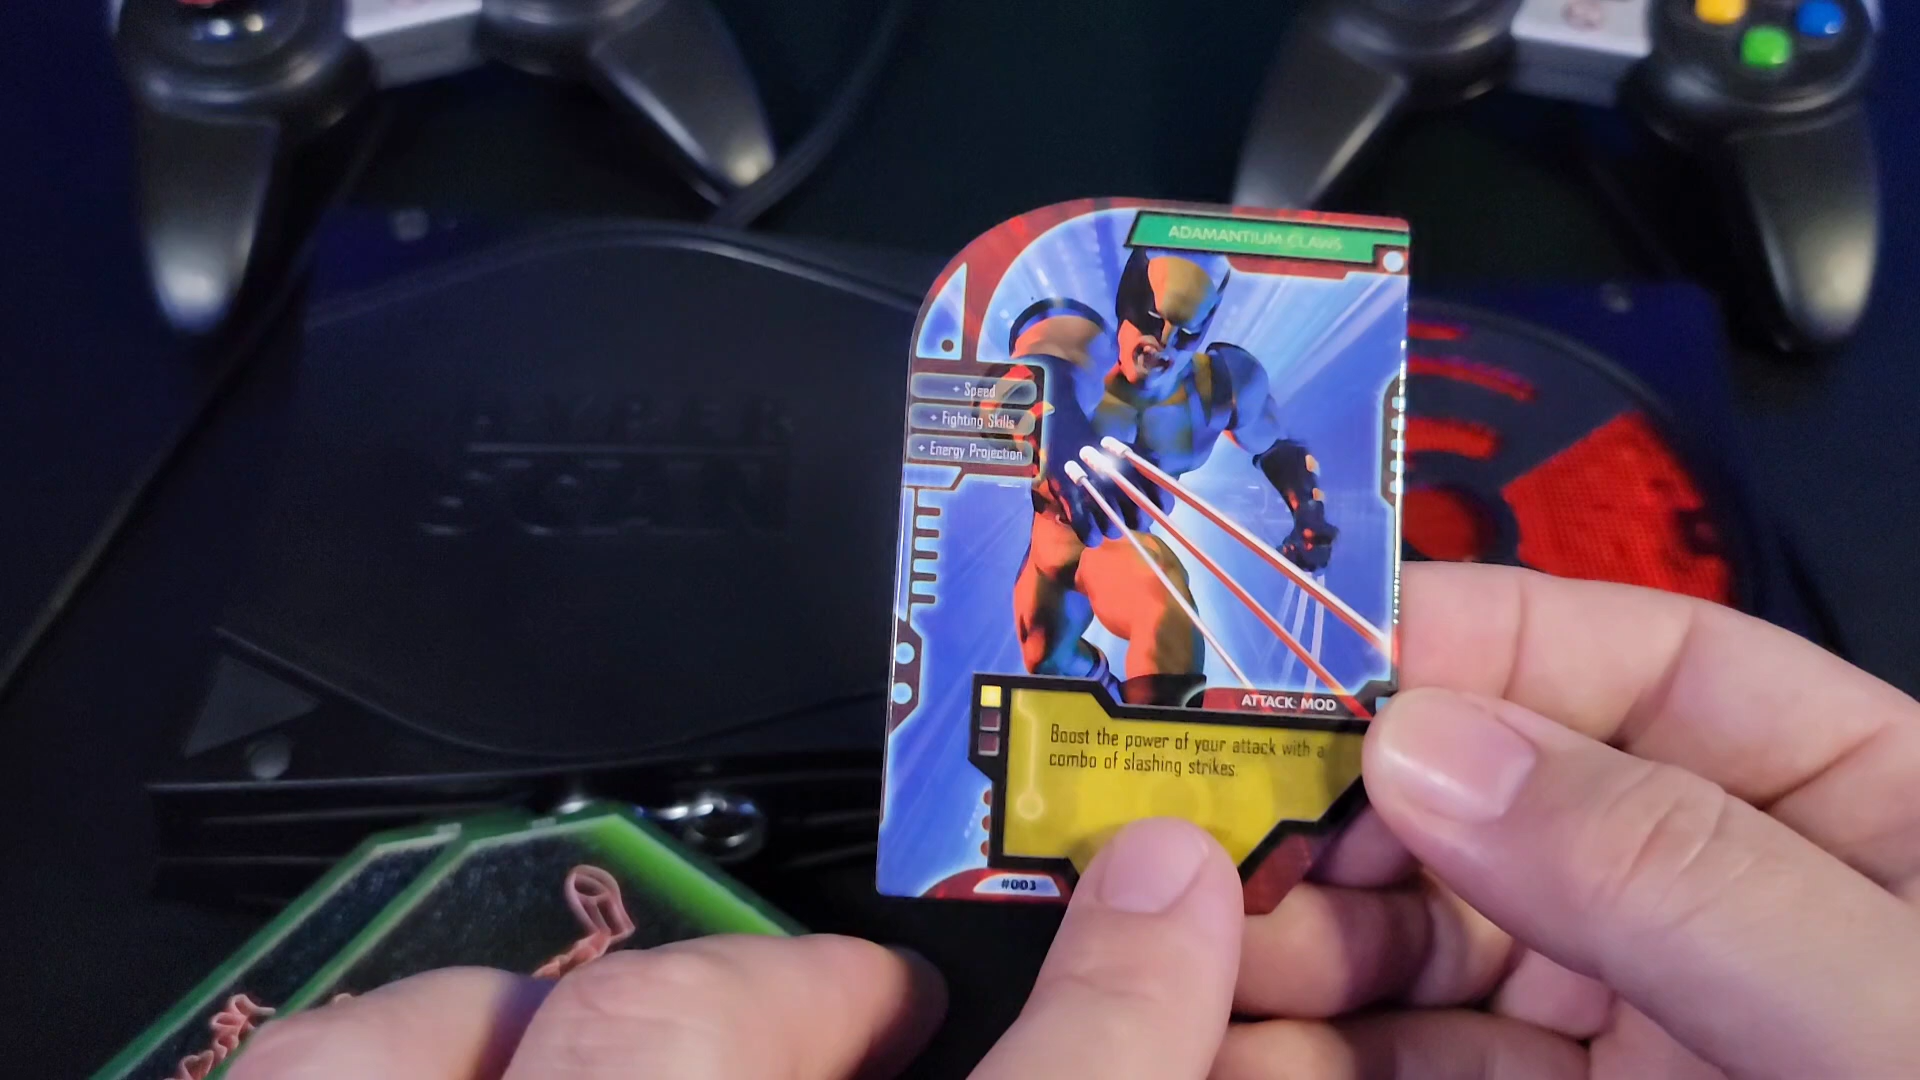 ADAMANTIUM CLAWS
+ Speed
+ Fighting Skills
+ Energy Projection
ATTACK: MOD
Boost the power of your attack with a
combo of slashing strikes.
#003
SCAN